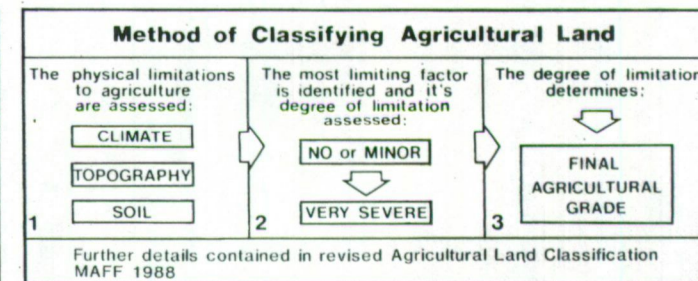 Method of Classifying Agricultural Land
The physical limitations
to agriculture
are assessed:
CLIMATE
TOPOGRAPHY
SOIL
1
The most limiting factor
is identified and it's
degree of limitation
assessed:
NO or MINOR
VERY SEVERE
2
The degree of limitation
determines:
FINAL
AGRICULTURAL
GRADE
3
Further details contained in revised Agricultural Land Classification
MAFF 1988